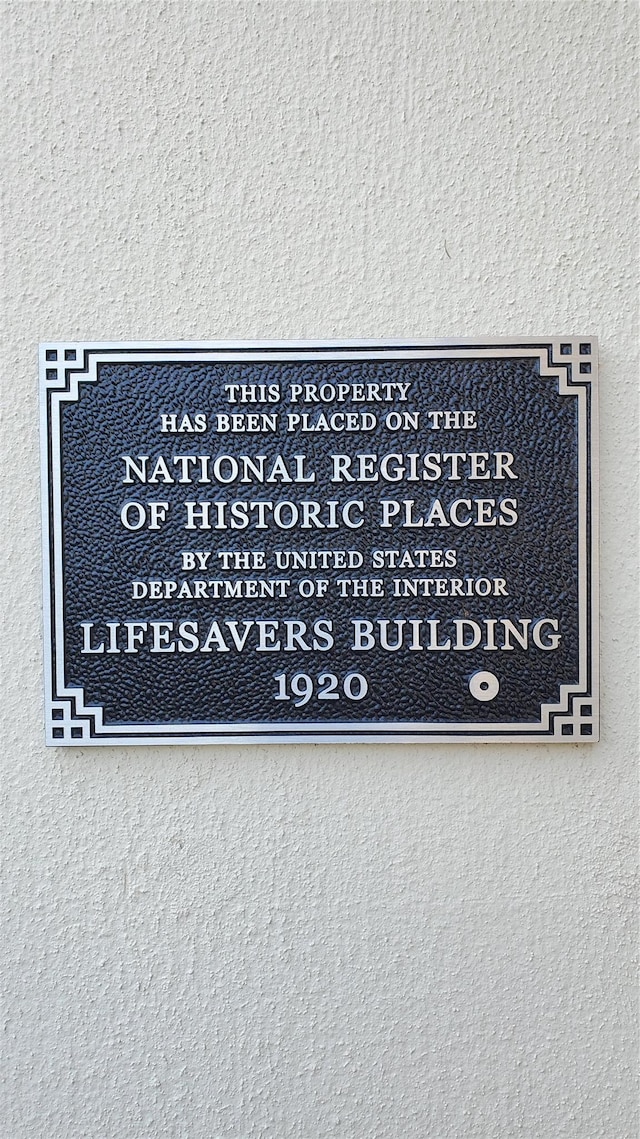 THIS PROPERTY
HAS BEEN PLACED ON THE
NATIONAL REGISTER
OF HISTORIC PLACES
BY THE UNITED STATES
DEPARTMENT OF THE INTERIOR
LIFESAVERS BUILDING
1920